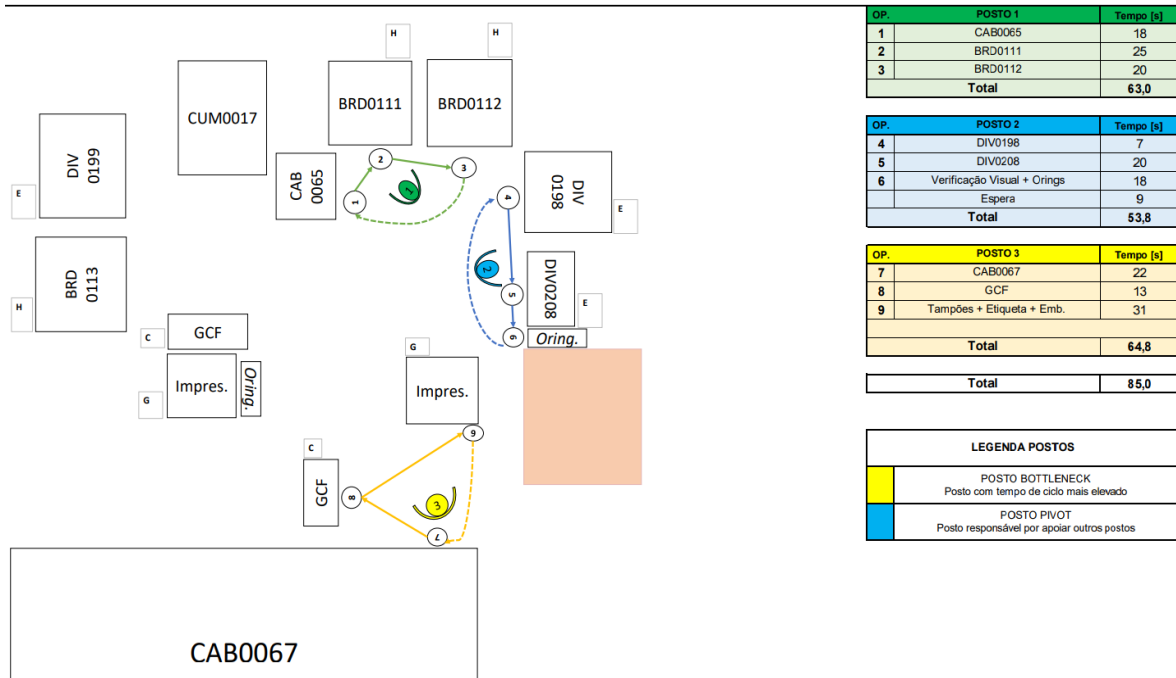 H
H
CUM0017
BRD0111
BRD0112
DIV
0199
E
CAB
0065
1
2
3
1
DIV
0198
E
4
BRD
0113
H
2
5
DIV0208
E
6
Oring.
C
GCF
G
Impres.
Oring.
G
Impres.
9
C
GCF
8
3
7
CAB0067
OP. POSTO 1 Tempo [s]
1 CAB0065 18
2 BRD0111 25
3 BRD0112 20
Total 63,0
OP. POSTO 2 Tempo [s]
4 DIV0198 7
5 DIV0208 20
6 Verificação Visual + Orings 18
Espera 9
Total 53,8
OP. POSTO 3 Tempo [s]
7 CAB0067 22
8 GCF 13
9 Tampões + Etiqueta + Emb. 31
Total 64,8
Total 85,0
LEGENDA POSTOS
POSTO BOTTLENECK
Posto com tempo de ciclo mais elevado
POSTO PIVOT
Posto responsável por apoiar outros postos